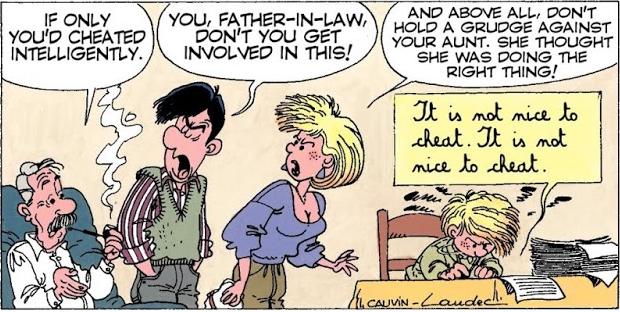 IF ONLY
YOU'D CHEATED
INTELLIGENTLY.
YOU, FATHER-IN-LAW,
DON'T YOU GET
INVOLVED IN THIS!
AND ABOVE ALL, DON'T
HOLD A GRUDGE AGAINST
YOUR AUNT. SHE THOUGHT
SHE WAS DOING THE
RIGHT THING!
It is not nice to
cheat. It is not
nice to cheat.
CAUVIN - Laudec